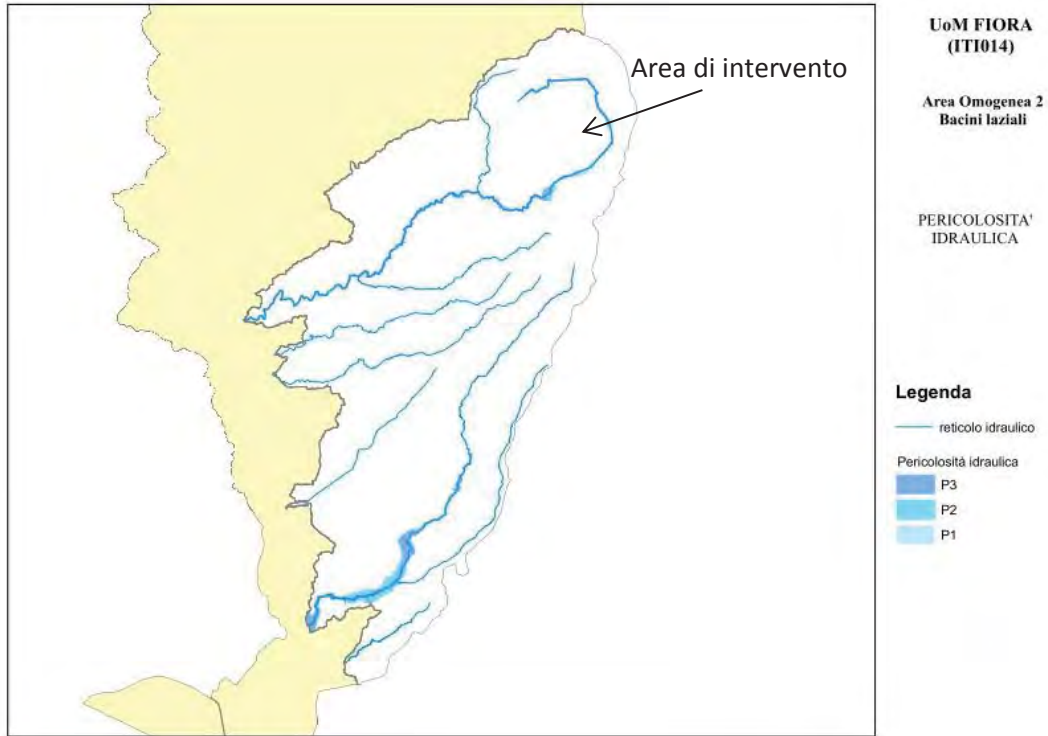 Area di intervento
UoM FIORA
(ITI014)
Area Omogenea 2
Bacini laziali
PERICOLOSITA'
IDRAULICA
Legenda
reticolo idraulico
Pericolosità idraulica
P3
P2
P1